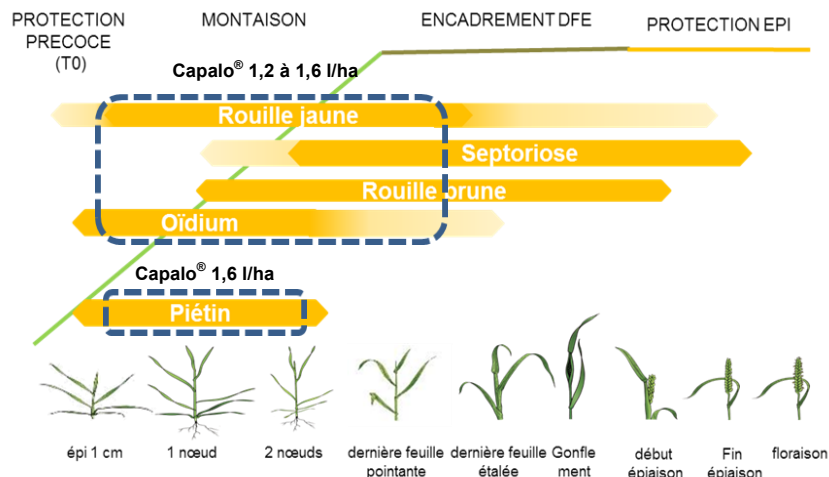 PROTECTION
PRECOCE
(T0)
MONTAISON
ENCADREMENT DFE
PROTECTION EPI
Capalo® 1,2 à 1,6 l/ha
Rouille jaune
Septoriose
Rouille brune
Oïdium
Capalo® 1,6 l/ha
Piétin
épi 1 cm
1 nœud
2 nœuds
dernière feuille
pointante
dernière feuille
étalée
Gonfle
ment
début
épiaison
Fin
épiaison
floraison